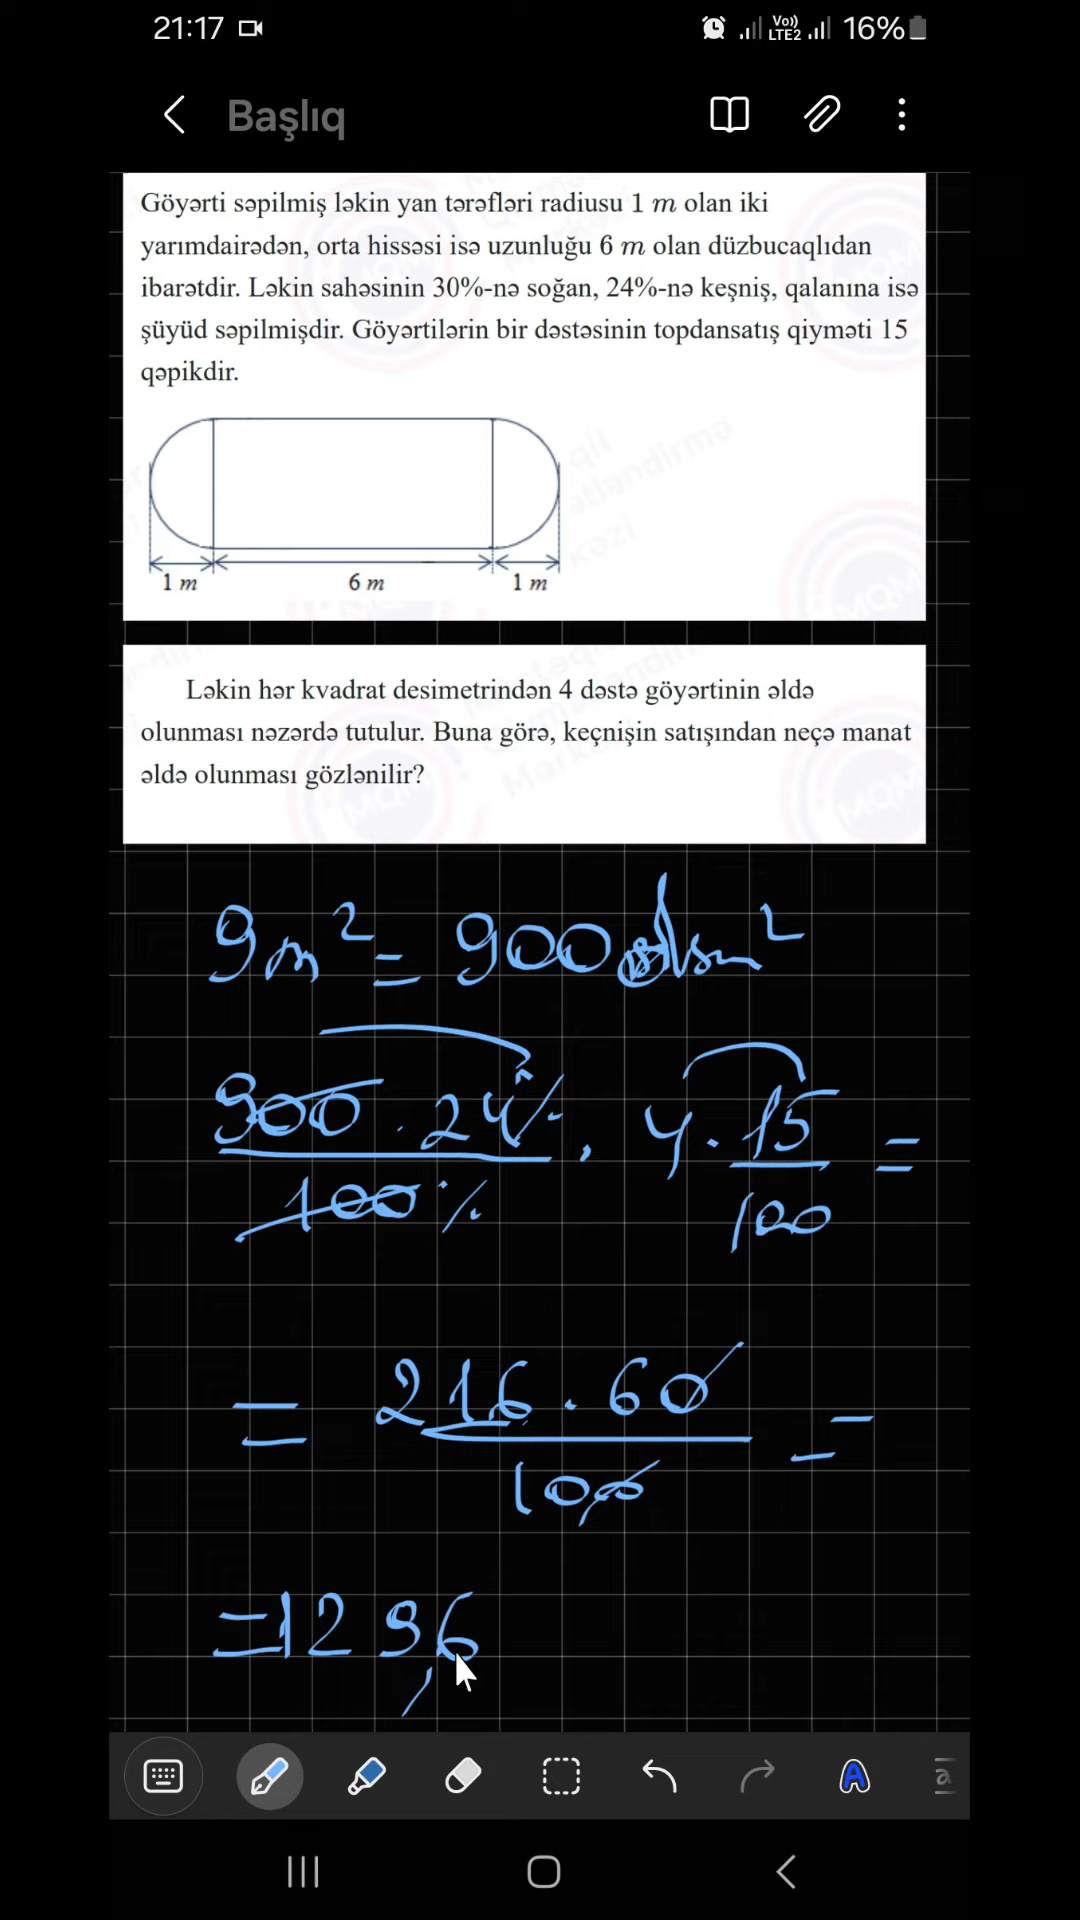 21:17
Vo)) LTE2 16%
Başlıq
Göyərti səpilmiş ləkin yan tərəfləri radiusu 1 m olan iki
yarımdairədən, orta hissəsi isə uzunluğu 6 m olan düzbucaqlıdan
ibarətdir. Ləkin sahəsinin 30%-nə soğan, 24%-nə keşniş, qalanına isə
şüyüd səpilmişdir. Göyərtilərin bir dəstəsinin topdansatış qiyməti 15
qəpikdir.
1 m 6 m 1 m
Ləkin hər kvadrat desimetrindən 4 dəstə göyərtinin əldə
olunması nəzərdə tutulur. Buna görə, keçnişin satışından neçə manat
əldə olunması gözlənilir?
9m² = 900 dm²
900 · 24% · 4 · 15 =
100% 100
= 216 · 60 =
100
= 129,6
A a